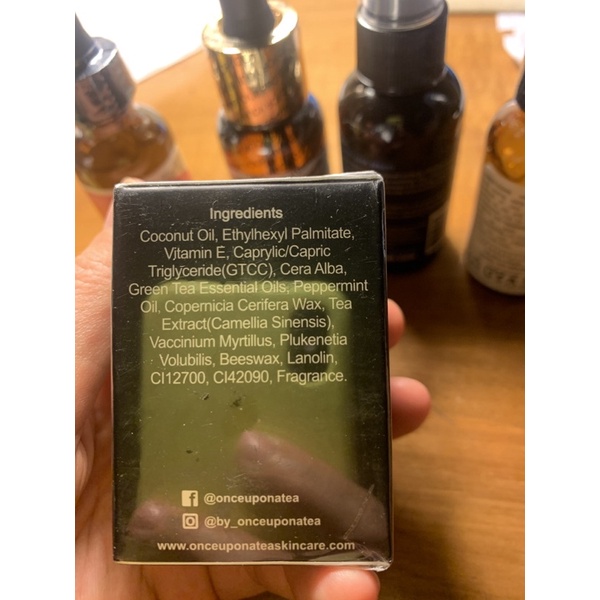 Ingredients
Coconut Oil, Ethylhexyl Palmitate,
Vitamin E, Caprylic/Capric
Triglyceride(GTCC), Cera Alba,
Green Tea Essential Oils, Peppermint
Oil, Copernicia Cerifera Wax, Tea
Extract(Camellia Sinensis),
Vaccinium Myrtillus, Plukenetia
Volubilis, Beeswax, Lanolin,
CI12700, CI42090, Fragrance.
@onceuponatea
@by_onceuponatea
www.onceuponateaskincare.com